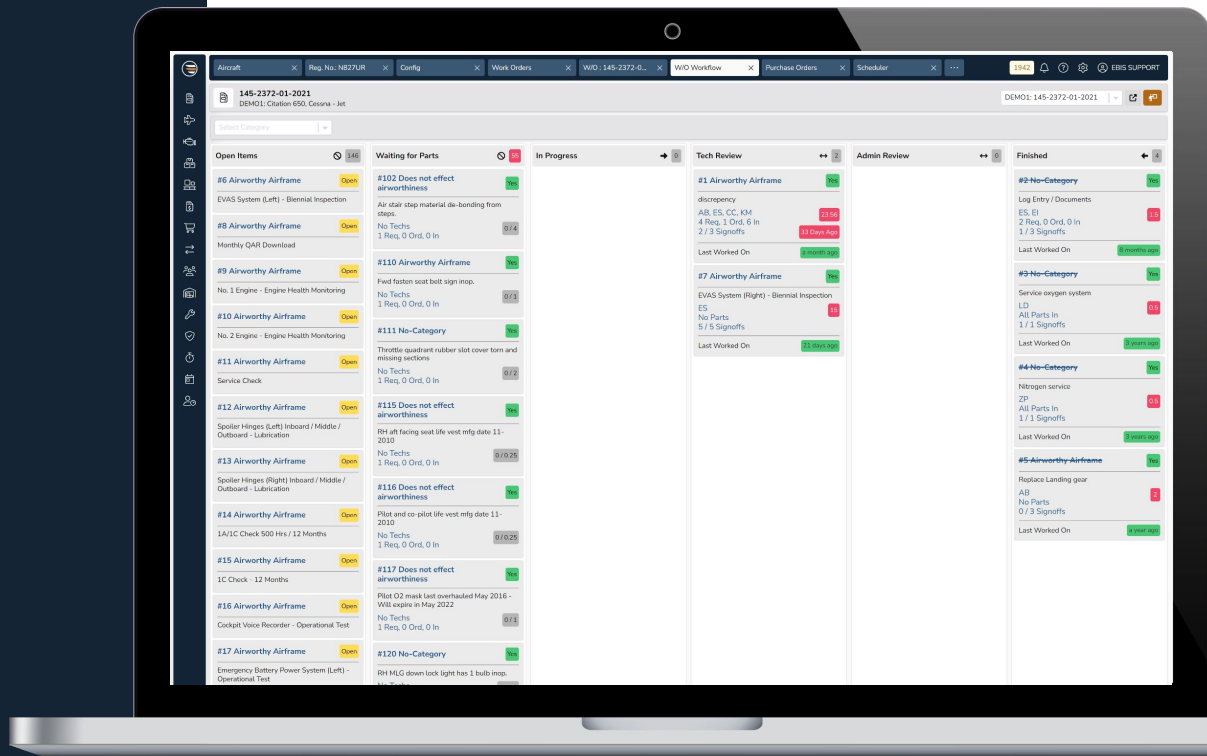 Aircraft
Reg. No.: N827UR
Config
Work Orders
W/O : 145-2372-0...
W/O Workflow
Purchase Orders
Scheduler
1942
EBIS SUPPORT
145-2372-01-2021
DEMO1: Citation 650, Cessna - Jet
DEMO1: 145-2372-01-2021
Select Category
Open Items 146
#6 Airworthy Airframe Open
EVAS System (Left) - Biennial Inspection
#8 Airworthy Airframe Open
Monthly QAR Download
#9 Airworthy Airframe Open
No. 1 Engine - Engine Health Monitoring
#10 Airworthy Airframe Open
No. 2 Engine - Engine Health Monitoring
#11 Airworthy Airframe Open
Service Check
#12 Airworthy Airframe Open
Spoiler Hinges (Left) Inboard / Middle /
Outboard - Lubrication
#13 Airworthy Airframe Open
Spoiler Hinges (Right) Inboard / Middle /
Outboard - Lubrication
#14 Airworthy Airframe Open
1A/1C Check 500 Hrs / 12 Months
#15 Airworthy Airframe Open
1C Check - 12 Months
#16 Airworthy Airframe Open
Cockpit Voice Recorder - Operational Test
#17 Airworthy Airframe Open
Emergency Battery Power System (Left) -
Operational Test
Waiting for Parts 55
#102 Does not effect
airworthiness Yes
Air stair step material de-bonding from
steps.
No Techs 0 / 4
1 Req, 0 Ord, 0 In
#110 Airworthy Airframe Yes
Fwd fasten seat belt sign inop.
No Techs 0 / 1
1 Req, 0 Ord, 0 In
#111 No-Category Yes
Throttle quadrant rubber slot cover torn and
missing sections
No Techs 0 / 2
1 Req, 0 Ord, 0 In
#115 Does not effect
airworthiness Yes
RH aft facing seat life vest mfg date 11-
2010
No Techs 0 / 0.25
1 Req, 0 Ord, 0 In
#116 Does not effect
airworthiness Yes
Pilot and co-pilot life vest mfg date 11-
2010
No Techs 0 / 0.25
1 Req, 0 Ord, 0 In
#117 Does not effect
airworthiness Yes
Pilot O2 mask last overhauled May 2016 -
Will expire in May 2022
No Techs 0 / 1
1 Req, 0 Ord, 0 In
#120 No-Category Yes
RH MLG down lock light has 1 bulb inop.
No Techs
In Progress 0
Tech Review 2
#1 Airworthy Airframe Yes
discrepency
AB, ES, CC, KM 23.56
4 Req, 1 Ord, 6 In
2 / 3 Signoffs 33 Days Ago
Last Worked On a month ago
#7 Airworthy Airframe Yes
EVAS System (Right) - Biennial Inspection
ES 15
No Parts
5 / 5 Signoffs
Last Worked On 21 days ago
Admin Review 0
Finished 4
#2 No-Category Yes
Log Entry / Documents
ES, EI 1.5
2 Req, 0 Ord, 0 In
1 / 3 Signoffs
Last Worked On 8 months ago
#3 No-Category Yes
Service oxygen system
LD 0.5
All Parts In
1 / 1 Signoffs
Last Worked On 3 years ago
#4 No-Category Yes
Nitrogen service
ZP 0.5
All Parts In
1 / 1 Signoffs
Last Worked On 3 years ago
#5 Airworthy Airframe Yes
Replace Landing gear
AB 2
No Parts
0 / 3 Signoffs
Last Worked On a year ago